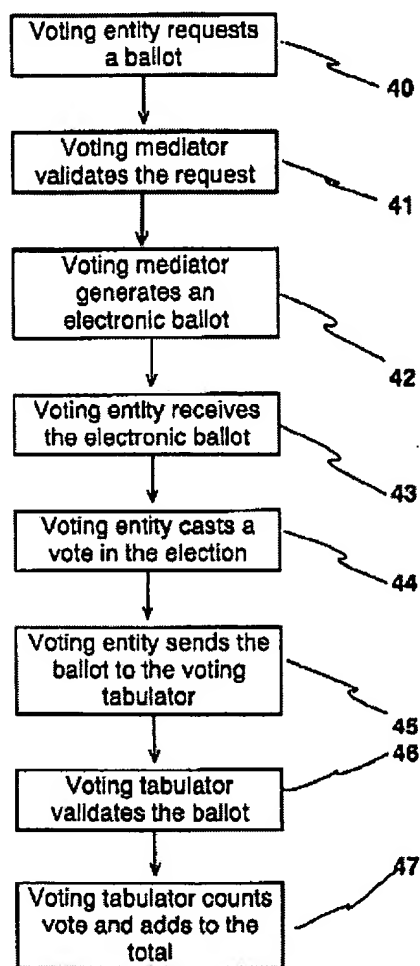 Voting entity requests
a ballot
40
Voting mediator
validates the request
41
Voting mediator
generates an
electronic ballot
42
Voting entity receives
the electronic ballot
43
Voting entity casts a
vote in the election
44
Voting entity sends the
ballot to the voting
tabulator
45
Voting tabulator
validates the ballot
46
Voting tabulator counts
vote and adds to the
total
47